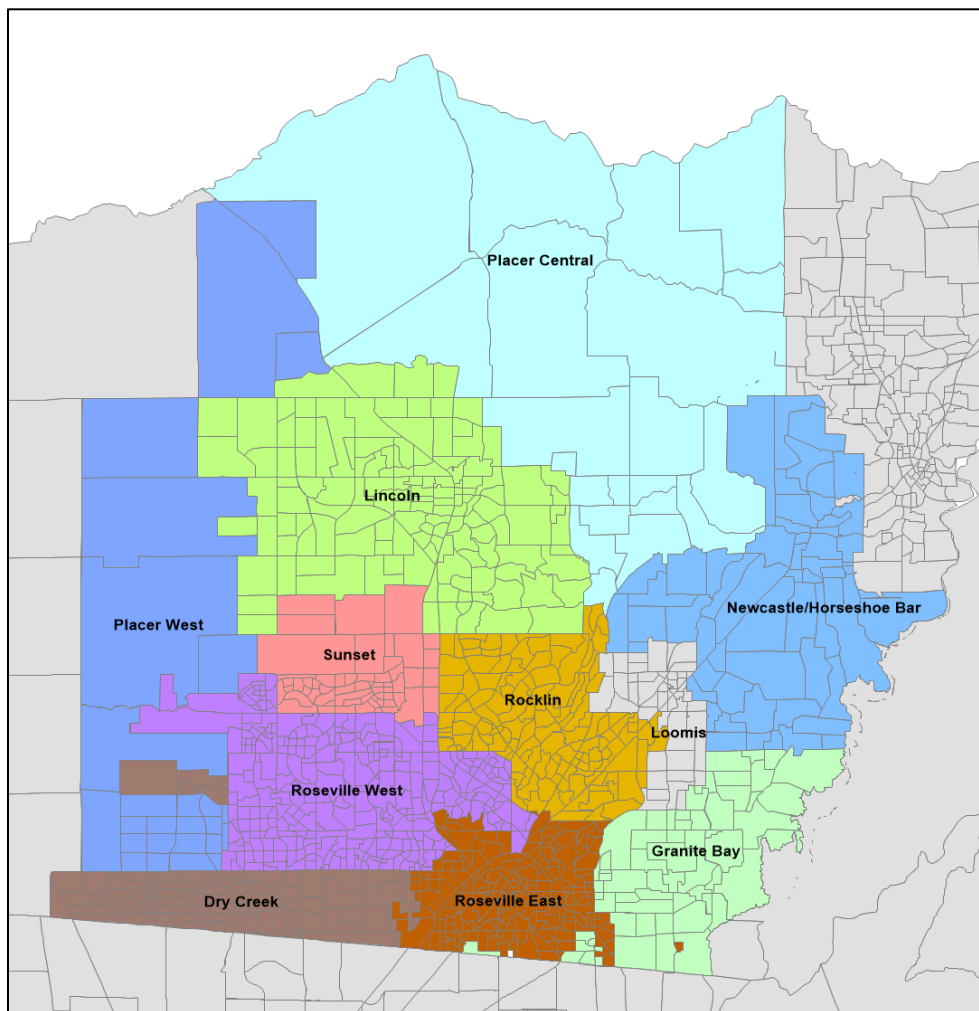 Placer Central
Lincoln
Newcastle/Horseshoe Bar
Placer West
Sunset
Rocklin
Loomis
Roseville West
Granite Bay
Dry Creek
Roseville East